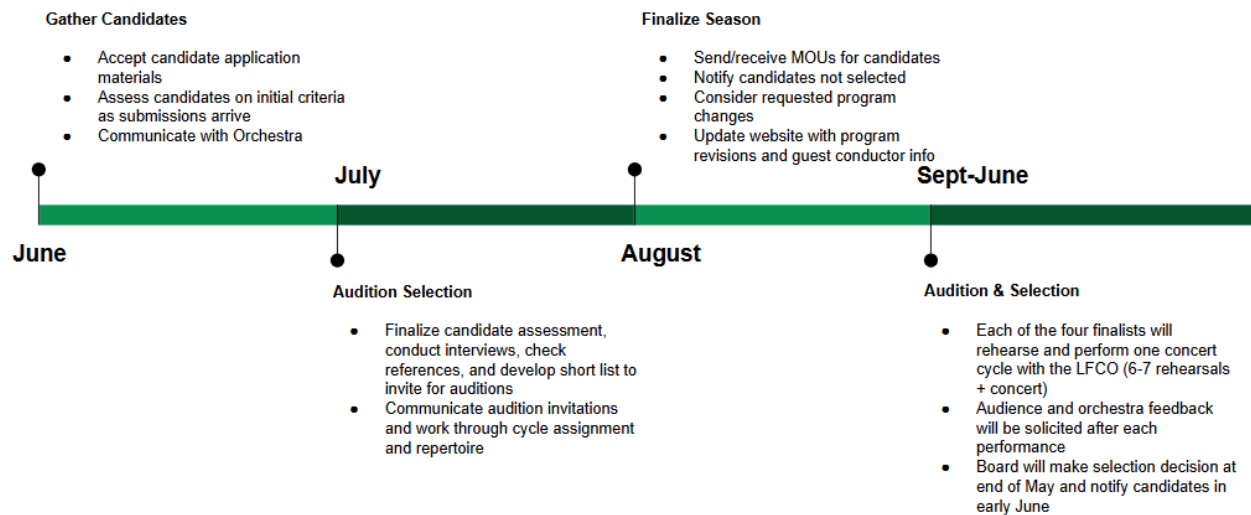 Gather Candidates
● Accept candidate application
materials
● Assess candidates on initial criteria
as submissions arrive
● Communicate with Orchestra
Finalize Season
● Send/receive MOUs for candidates
● Notify candidates not selected
● Consider requested program
changes
● Update website with program
revisions and guest conductor info
July
Sept-June
June
August
Audition Selection
● Finalize candidate assessment,
conduct interviews, check
references, and develop short list to
invite for auditions
● Communicate audition invitations
and work through cycle assignment
and repertoire
Audition & Selection
● Each of the four finalists will
rehearse and perform one concert
cycle with the LFCO (6-7 rehearsals
+ concert)
● Audience and orchestra feedback
will be solicited after each
performance
● Board will make selection decision at
end of May and notify candidates in
early June